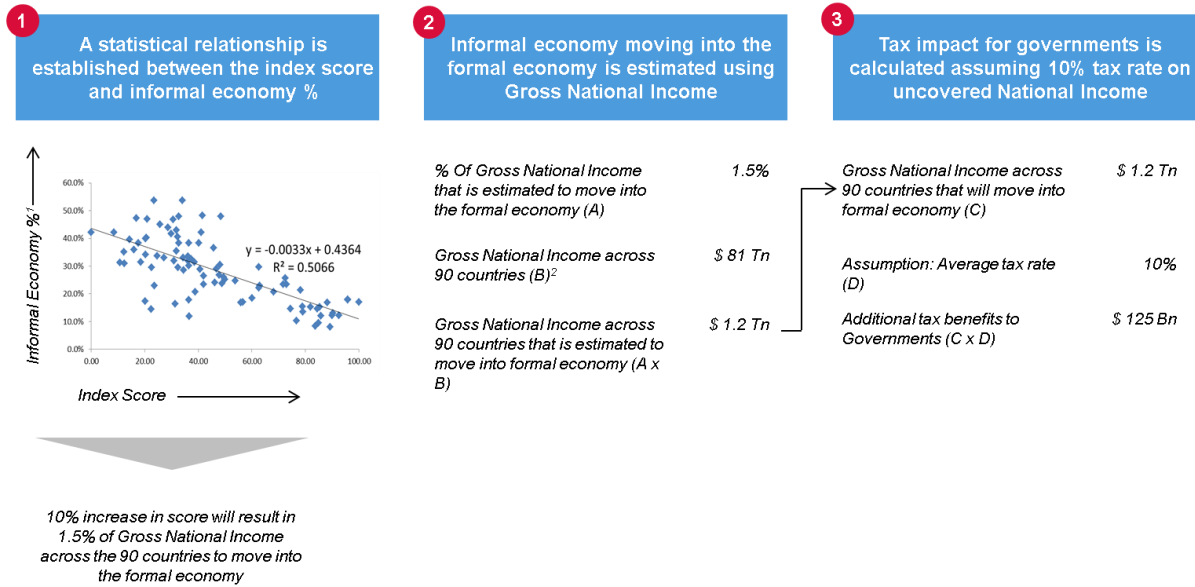 1
A statistical relationship is
established between the index score
and informal economy %
Informal Economy %1
60.0%
50.0%
40.0%
30.0%
20.0%
10.0%
0.0%
y = -0.0033x + 0.4364
R² = 0.5066
0.00 20.00 40.00 60.00 80.00 100.00
Index Score
10% increase in score will result in
1.5% of Gross National Income
across the 90 countries to move into
the formal economy
2
Informal economy moving into the
formal economy is estimated using
Gross National Income
% Of Gross National Income 1.5%
that is estimated to move into
the formal economy (A)
Gross National Income across $ 81 Tn
90 countries (B)2
Gross National Income across $ 1.2 Tn
90 countries that is estimated to
move into formal economy (A x
B)
3
Tax impact for governments is
calculated assuming 10% tax rate on
uncovered National Income
Gross National Income across $ 1.2 Tn
90 countries that will move into
formal economy (C)
Assumption: Average tax rate 10%
(D)
Additional tax benefits to $ 125 Bn
Governments (C x D)